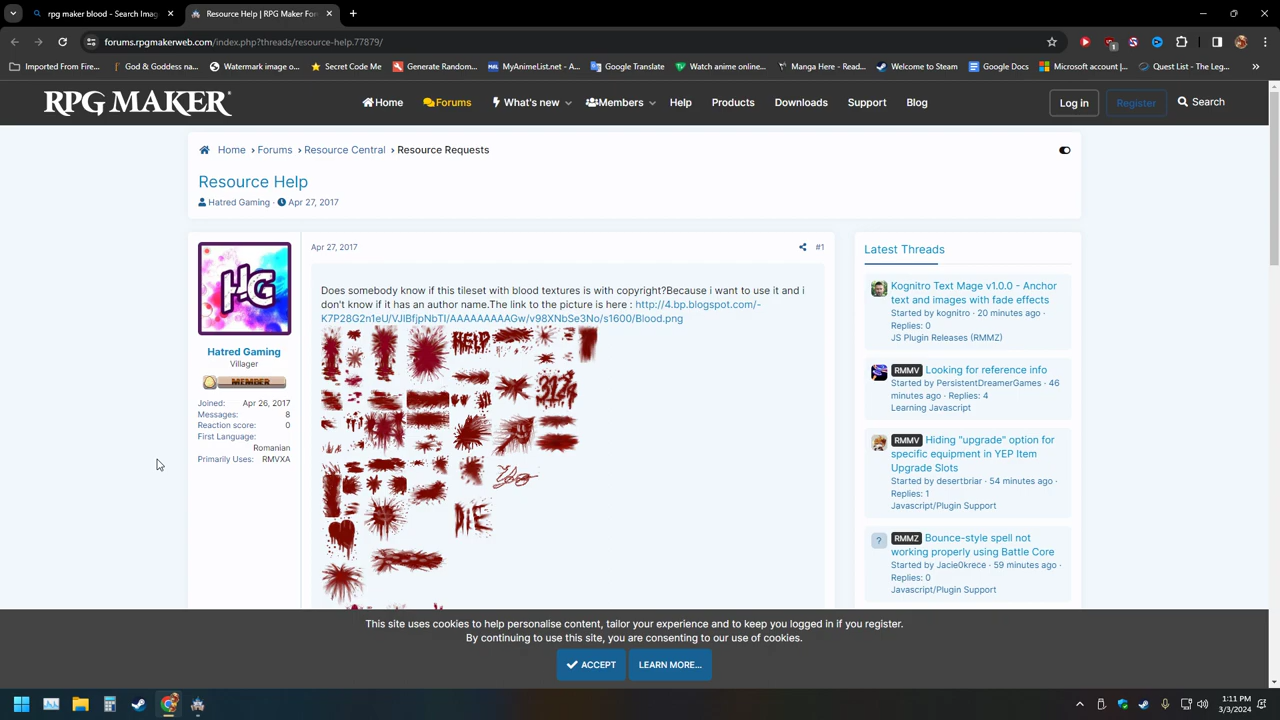 rpg maker blood - Search Imag
Resource Help | RPG Maker For
forums.rpgmakerweb.com/index.php?threads/resource-help.77879/
Imported From Fire...
God & Goddess na...
Watermark image o...
Secret Code Me
Generate Random...
MyAnimeList.net - A...
Google Translate
Watch anime online...
Manga Here - Read...
Welcome to Steam
Google Docs
Microsoft account |...
Quest List - The Leg...
RPG MAKER
Home
Forums
What's new
Members
Help
Products
Downloads
Support
Blog
Log in
Register
Search
Home › Forums › Resource Central › Resource Requests
Resource Help
Hatred Gaming · Apr 27, 2017
HG
Hatred Gaming
Villager
MEMBER
Joined: Apr 26, 2017
Messages: 8
Reaction score: 0
First Language:
Romanian
Primarily Uses: RMVXA
Apr 27, 2017
#1
Does somebody know if this tileset with blood textures is with copyright?Because i want to use it and i
don't know if it has an author name.The link to the picture is here : http://4.bp.blogspot.com/-
K7P28G2n1eU/VJIBfjpNbTI/AAAAAAAAAGw/v98XNbSe3No/s1600/Blood.png
HELP
DIE
Latest Threads
Kognitro Text Mage v1.0.0 - Anchor
text and images with fade effects
Started by kognitro · 20 minutes ago ·
Replies: 0
JS Plugin Releases (RMMZ)
RMMV Looking for reference info
Started by PersistentDreamerGames · 46
minutes ago · Replies: 4
Learning Javascript
RMMV Hiding "upgrade" option for
specific equipment in YEP Item
Upgrade Slots
Started by desertbriar · 54 minutes ago ·
Replies: 1
Javascript/Plugin Support
?
RMMZ Bounce-style spell not
working properly using Battle Core
Started by Jacie0krece · 59 minutes ago ·
Replies: 0
Javascript/Plugin Support
This site uses cookies to help personalise content, tailor your experience and to keep you logged in if you register.
By continuing to use this site, you are consenting to our use of cookies.
ACCEPT
LEARN MORE...
1:11 PM
3/3/2024